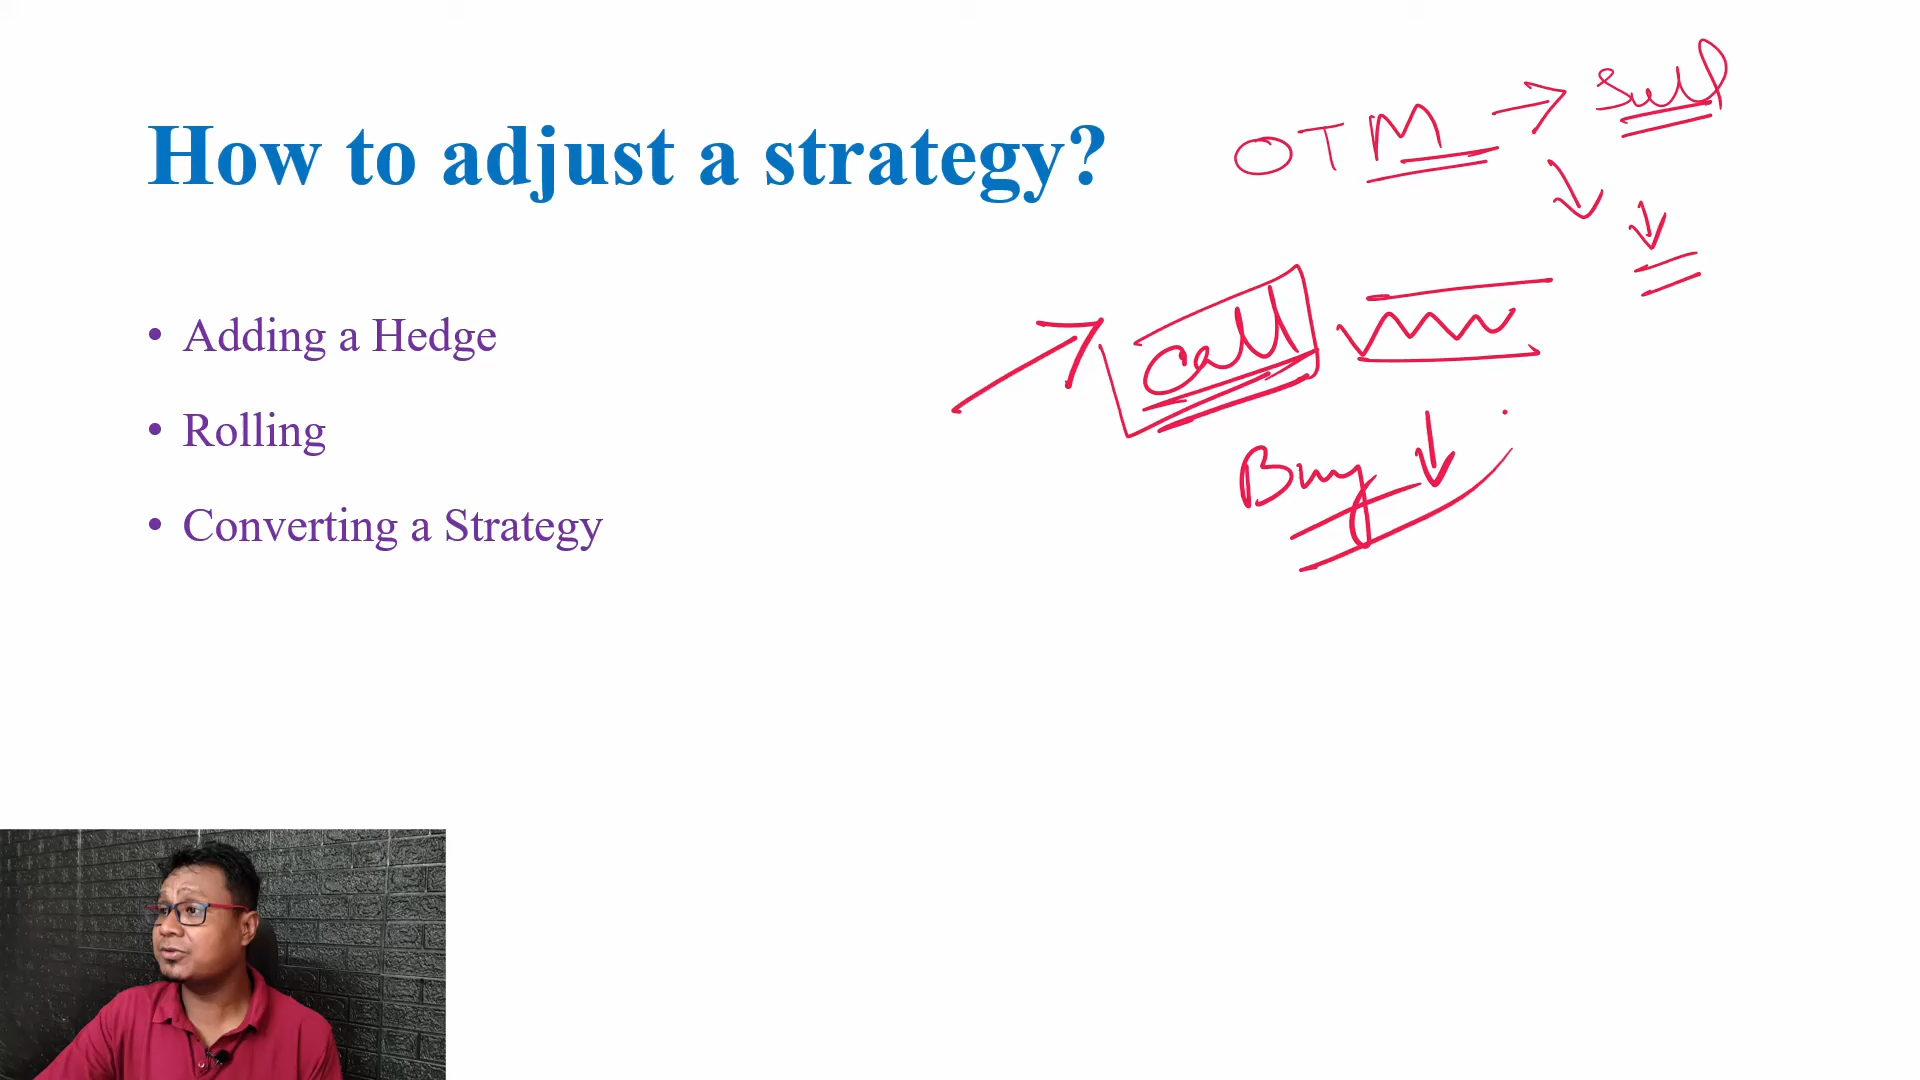 How to adjust a strategy?
OTM → Sell
• Adding a Hedge
call
• Rolling
Buy ↓
• Converting a Strategy